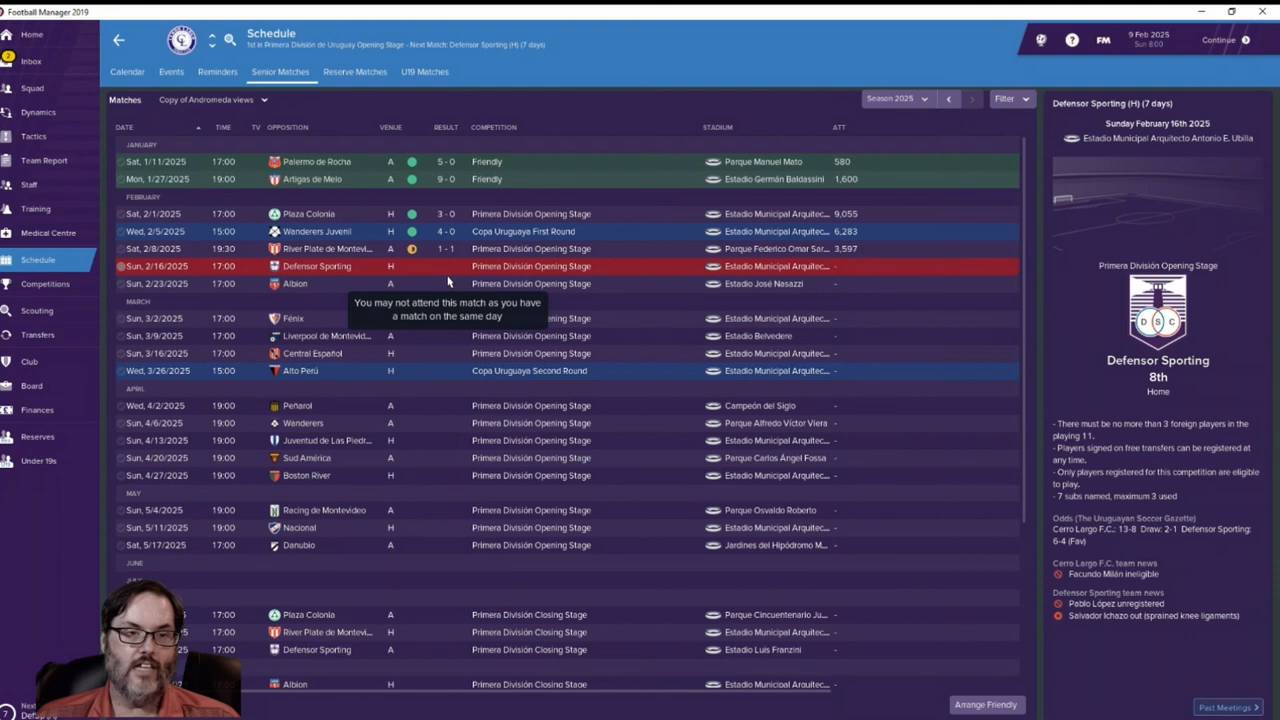 Football Manager 2019
Home
2
Inbox
Squad
Dynamics
Tactics
Team Report
Staff
Training
Medical Centre
Schedule
Competitions
Scouting
Transfers
Club
Board
Finances
Reserves
Under 19s
Schedule
1st in Primera División de Uruguay Opening Stage - Next Match: Defensor Sporting (H) (7 days)
FM
9 Feb 2025
Sun 8:00
Continue
Calendar Events Reminders Senior Matches Reserve Matches U19 Matches
Matches Copy of Andromeda views Season 2025 Filter
DATE TIME TV OPPOSITION VENUE RESULT COMPETITION STADIUM ATT
JANUARY
Sat, 1/11/2025 17:00 Palermo de Rocha A 5 - 0 Friendly Parque Manuel Mato 580
Mon, 1/27/2025 19:00 Artigas de Melo A 9 - 0 Friendly Estadio Germán Baldassini 1,600
FEBRUARY
Sat, 2/1/2025 17:00 Plaza Colonia H 3 - 0 Primera División Opening Stage Estadio Municipal Arquitec... 9,055
Wed, 2/5/2025 15:00 Wanderers Juvenil H 4 - 0 Copa Uruguaya First Round Estadio Municipal Arquitec... 6,283
Sat, 2/8/2025 19:30 River Plate de Montevi... A 1 - 1 Primera División Opening Stage Parque Federico Omar Sar... 3,597
Sun, 2/16/2025 17:00 Defensor Sporting H Primera División Opening Stage Estadio Municipal Arquitec... -
Sun, 2/23/2025 17:00 Albion A Primera División Opening Stage Estadio José Nasazzi -
You may not attend this match as you have
a match on the same day
MARCH
Sun, 3/2/2025 17:00 Fénix Primera División Opening Stage Estadio Municipal Arquitec... -
Sun, 3/9/2025 17:00 Liverpool de Montevid... A Primera División Opening Stage Estadio Belvedere -
Sun, 3/16/2025 17:00 Central Español H Primera División Opening Stage Estadio Municipal Arquitec... -
Wed, 3/26/2025 15:00 Alto Perú H Copa Uruguaya Second Round Estadio Municipal Arquitec... -
APRIL
Wed, 4/2/2025 19:00 Peñarol A Primera División Opening Stage Campeón del Siglo -
Sun, 4/6/2025 19:00 Wanderers A Primera División Opening Stage Parque Alfredo Víctor Viera -
Sun, 4/13/2025 19:00 Juventud de Las Piedr... H Primera División Opening Stage Estadio Municipal Arquitec... -
Sun, 4/20/2025 19:00 Sud América A Primera División Opening Stage Parque Carlos Ángel Fossa -
Sun, 4/27/2025 19:00 Boston River H Primera División Opening Stage Estadio Municipal Arquitec... -
MAY
Sun, 5/4/2025 19:00 Racing de Montevideo A Primera División Opening Stage Parque Osvaldo Roberto -
Sun, 5/11/2025 19:00 Nacional H Primera División Opening Stage Estadio Municipal Arquitec... -
Sat, 5/17/2025 19:00 Danubio A Primera División Opening Stage Jardines del Hipódromo M... -
JUNE
17:00 Plaza Colonia A Primera División Closing Stage Parque Cincuentenario Ju... -
17:00 River Plate de Montevi... H Primera División Closing Stage Estadio Municipal Arquitec... -
17:00 Defensor Sporting A Primera División Closing Stage Estadio Luis Franzini -
Albion H Primera División Closing Stage Estadio Municipal Arquitec... -
Arrange Friendly
Defensor Sporting (H) (7 days)
Sunday February 16th 2025
Estadio Municipal Arquitecto Antonio E. Ubilla
Primera División Opening Stage
DSC
Defensor Sporting
8th
Home
- There must be no more than 3 foreign players in the
playing 11.
- Players signed on free transfers can be registered at
any time.
- Only players registered for this competition are eligible
to play.
- 7 subs named, maximum 3 used
Odds (The Uruguayan Soccer Gazette)
Cerro Largo F.C.: 13-8 Draw: 2-1 Defensor Sporting:
6-4 (Fav)
Cerro Largo F.C. team news
Facundo Milán ineligible
Defensor Sporting team news
Pablo López unregistered
Salvador Ichazo out (sprained knee ligaments)
Past Meetings